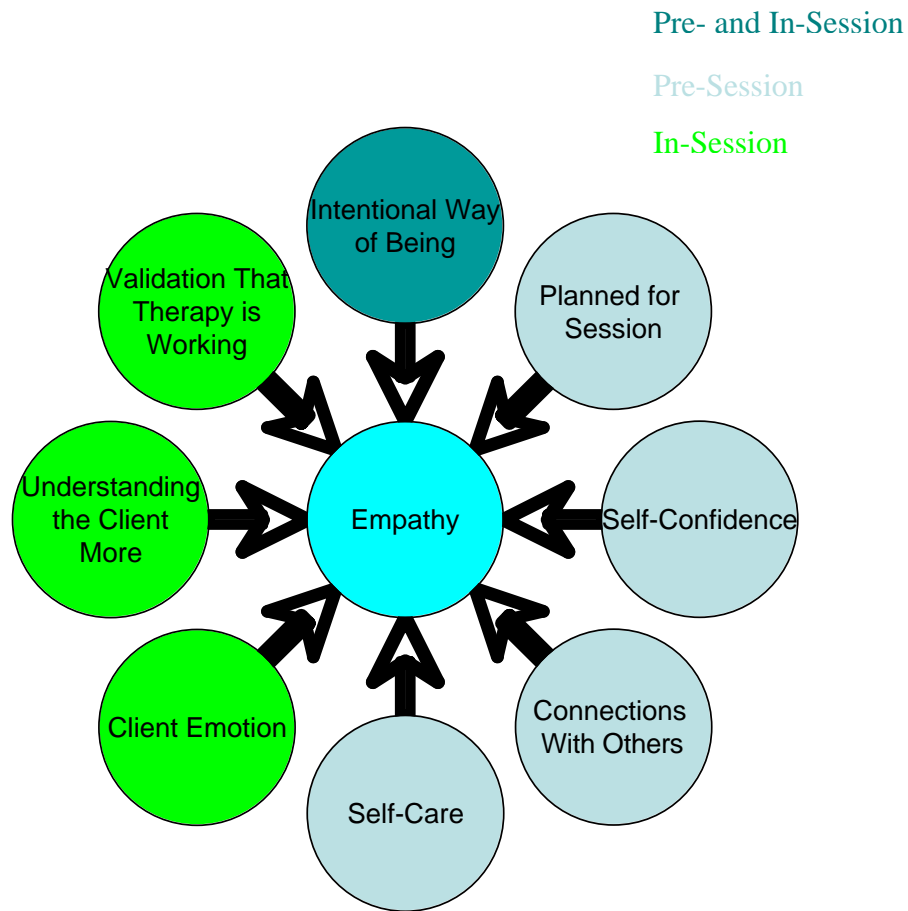 Pre- and In-Session
Pre-Session
In-Session
Intentional Way
of Being
Validation That
Therapy is
Working
Planned for
Session
Understanding
the Client
More
Empathy
Self-Confidence
Client Emotion
Connections
With Others
Self-Care